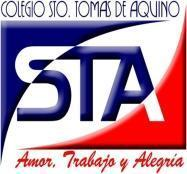 COLEGIO STO. TOMAS DE AQUINO
STA
Amor, Trabajo y Alegría